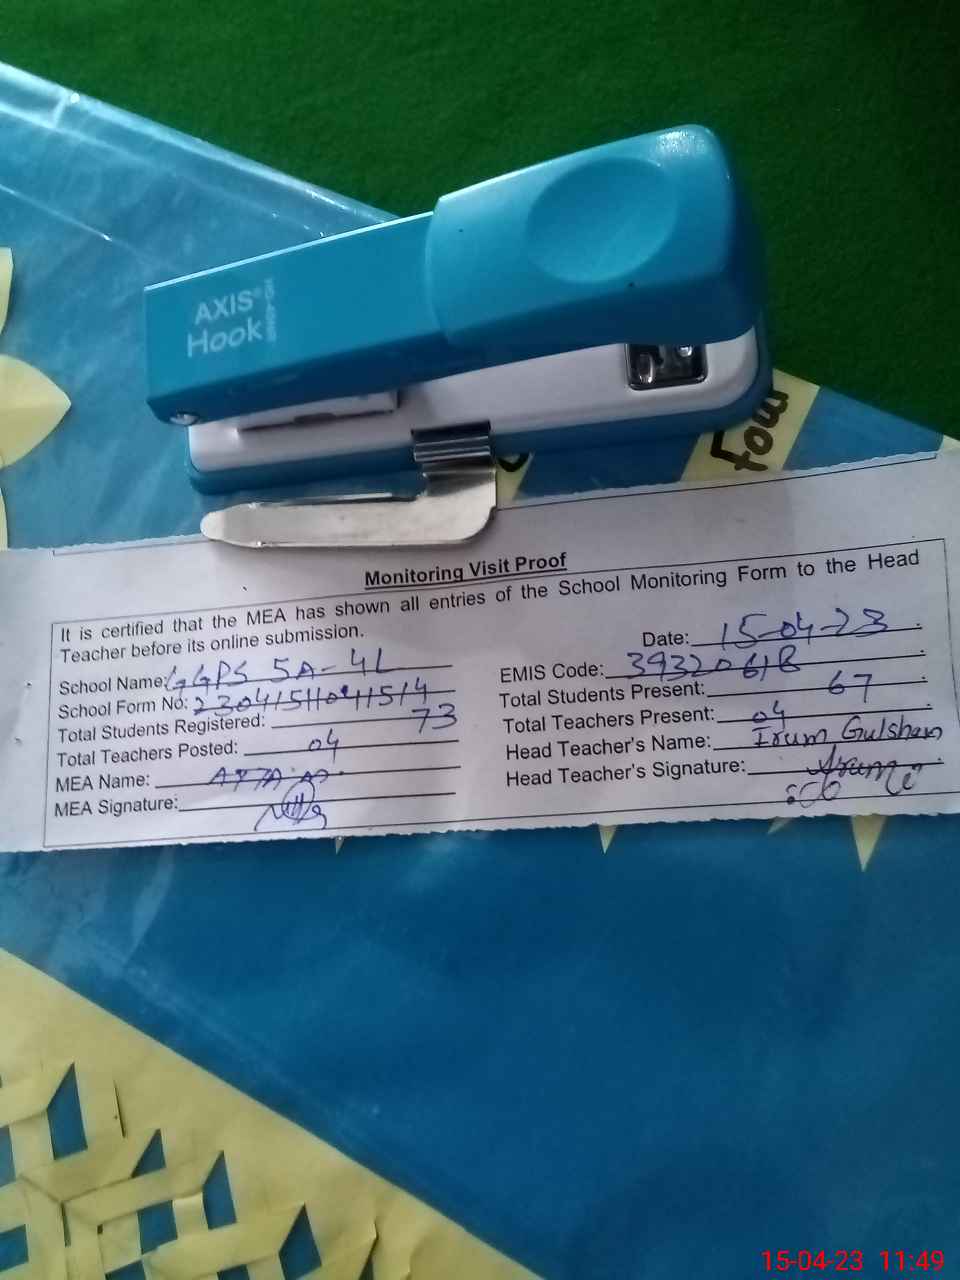 AXIS®
Hook
Four
Monitoring Visit Proof
It is certified that the MEA has shown all entries of the School Monitoring Form to the Head
Teacher before its online submission.
Date: 15-04-23
School Name: GGPS 5A-4L
EMIS Code: 39320618
School Form No:
Total Students Present: 67
Total Students Registered: 73
Total Teachers Present: 04
Total Teachers Posted: 04
Head Teacher's Name: Irum Gulshan
MEA Name:
Head Teacher's Signature:
MEA Signature:
15-04-23 11:49